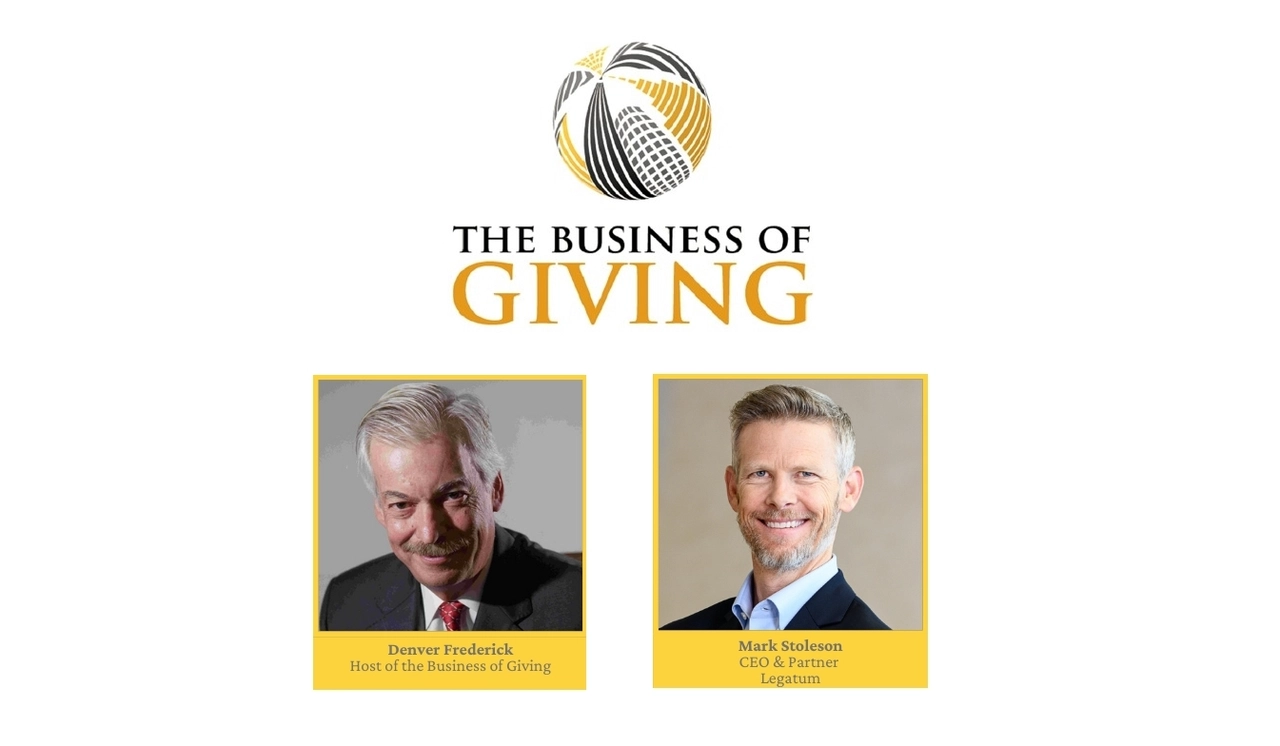 THE BUSINESS OF
GIVING
Denver Frederick
Host of the Business of Giving
Mark Stoleson
CEO & Partner
Legatum